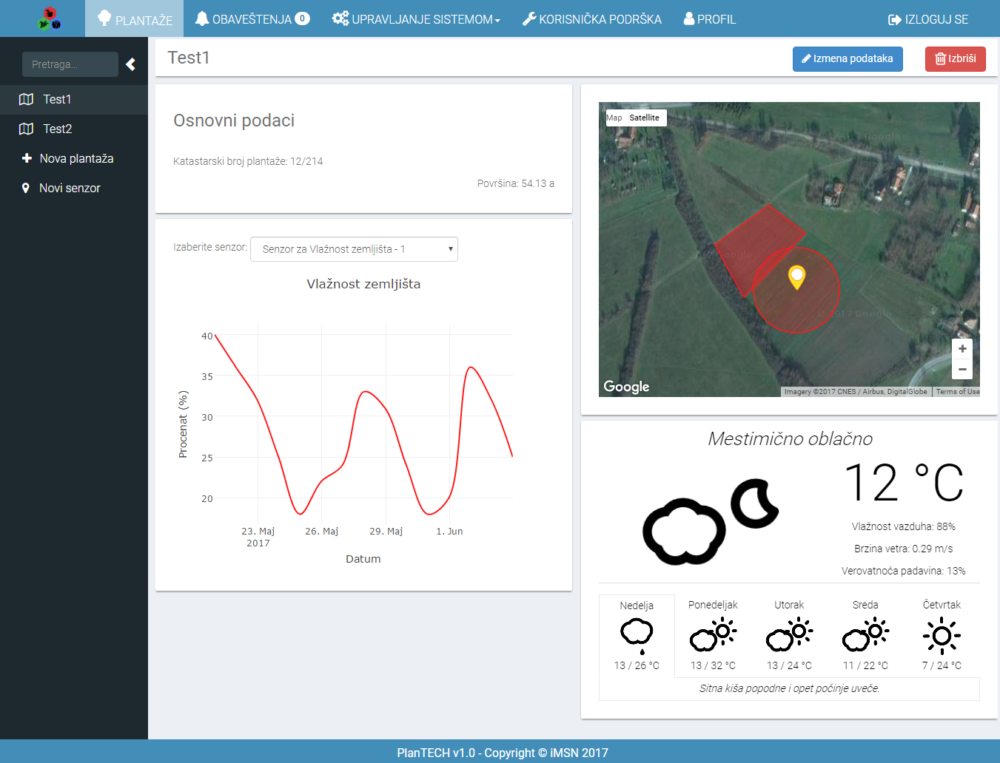 PLANTAŽE
OBAVEŠTENJA 0
UPRAVLJANJE SISTEMOM
KORISNIČKA PODRŠKA
PROFIL
IZLOGUJ SE
Pretraga...
Test1
Test2
Nova plantaža
Novi senzor
Test1
Izmena podataka
Izbriši
Osnovni podaci
Katastarski broj plantaže: 12/214
Površina: 54.13 a
Izaberite senzor: Senzor za Vlažnost zemljišta - 1
Vlažnost zemljišta
40
35
30
25
20
Procenat (%)
23. Maj
2017
26. Maj
29. Maj
1. Jun
Datum
Map Satellite
+
−
Google
Imagery ©2017 CNES / Airbus, DigitalGlobe
Terms of Use
Mestimično oblačno
12 °C
Vlažnost vazduha: 88%
Brzina vetra: 0.29 m/s
Verovatnoća padavina: 13%
Nedelja
13 / 26 °C
Ponedeljak
13 / 32 °C
Utorak
13 / 24 °C
Sreda
11 / 22 °C
Četvrtak
7 / 24 °C
Sitna kiša popodne i opet počinje uveče.
PlanTECH v1.0 - Copyright © iMSN 2017